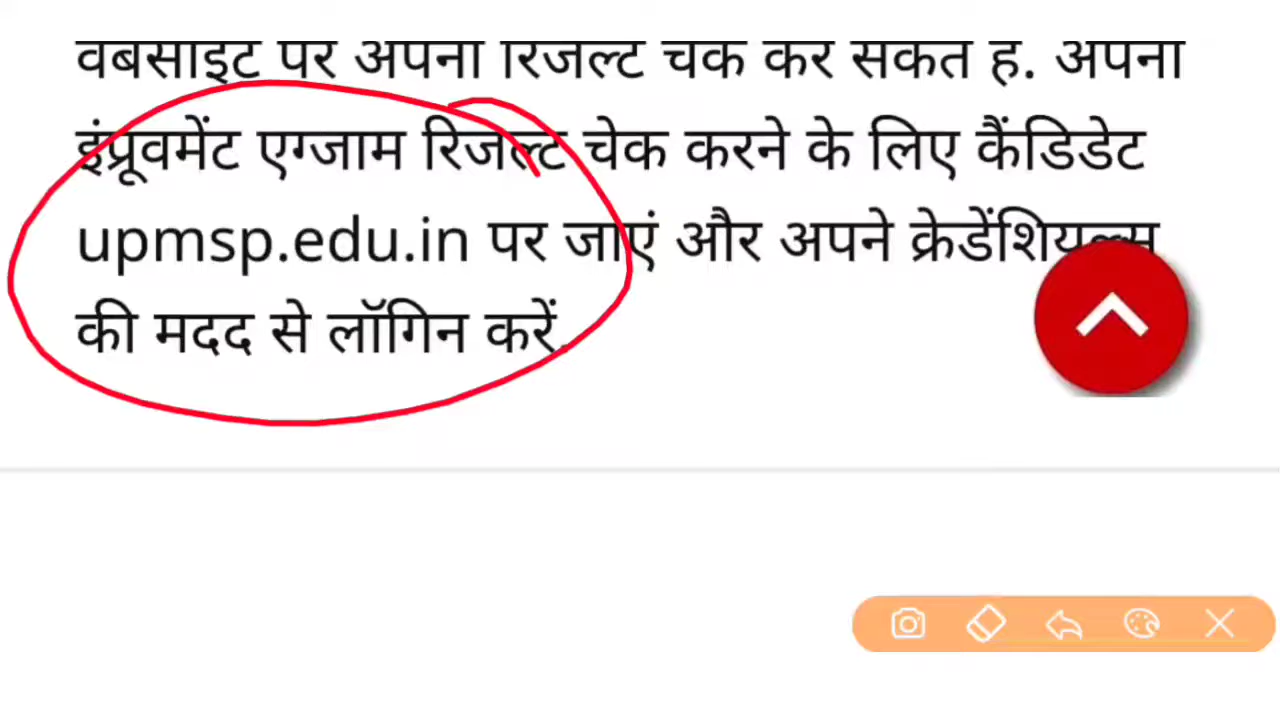 वेबसाइट पर अपना रिजल्ट चेक कर सकते हैं. अपना
इंप्रूवमेंट एग्जाम रिजल्ट चेक करने के लिए कैंडिडेट
upmsp.edu.in पर जाएं और अपने क्रेडेंशियल्स
की मदद से लॉगिन करें.